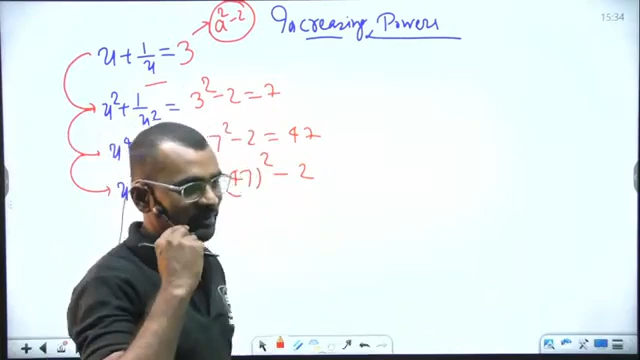 Increasing Powers
15:34
a² - 2
x + 1/x = 3
x² + 1/x² = 3² - 2 = 7
7² - 2 = 47
(47)² - 2